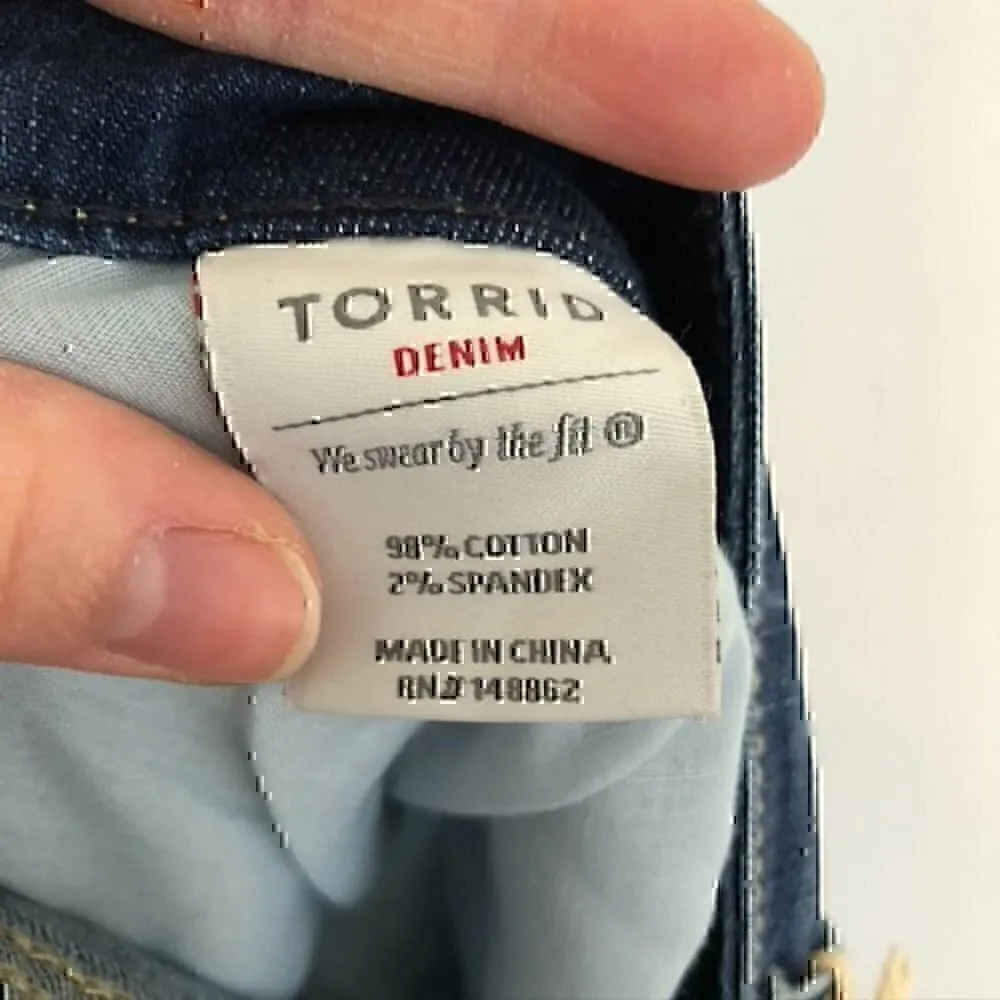 TORRID
DENIM
We swear by the fit ®
98% COTTON
2% SPANDEX
MADE IN CHINA
RN# 148862